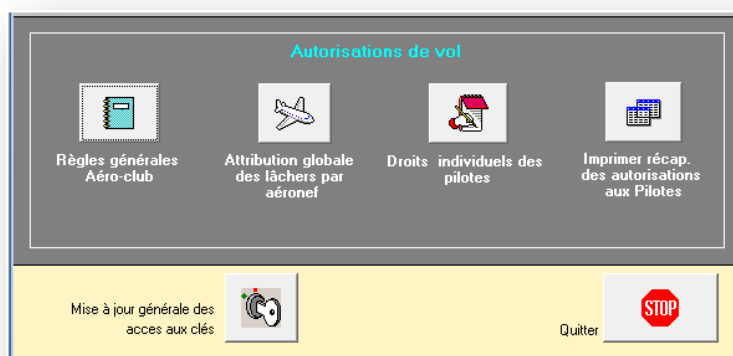 Autorisations de vol
Règles générales
Aéro-club
Attribution globale
des lâchers par
aéronef
Droits individuels des
pilotes
Imprimer récap.
des autorisations
aux Pilotes
Mise à jour générale des
acces aux clés
Quitter
STOP